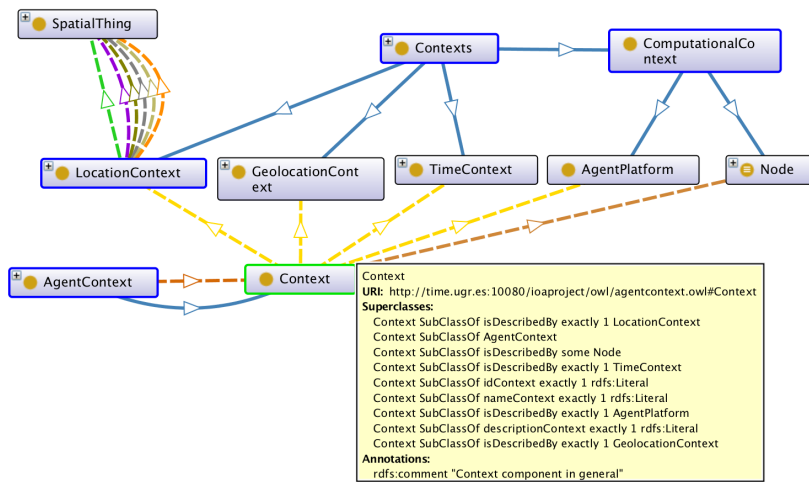 SpatialThing
Contexts
ComputationalCo
ntext
LocationContext
GeolocationCont
ext
TimeContext
AgentPlatform
Node
AgentContext
Context
Context
URI: http://time.ugr.es:10080/ioaproject/owl/agentcontext.owl#Context
Superclasses:
Context SubClassOf isDescribedBy exactly 1 LocationContext
Context SubClassOf AgentContext
Context SubClassOf isDescribedBy some Node
Context SubClassOf isDescribedBy exactly 1 TimeContext
Context SubClassOf idContext exactly 1 rdfs:Literal
Context SubClassOf nameContext exactly 1 rdfs:Literal
Context SubClassOf isDescribedBy exactly 1 AgentPlatform
Context SubClassOf descriptionContext exactly 1 rdfs:Literal
Context SubClassOf isDescribedBy exactly 1 GeolocationContext
Annotations:
rdfs:comment "Context component in general"